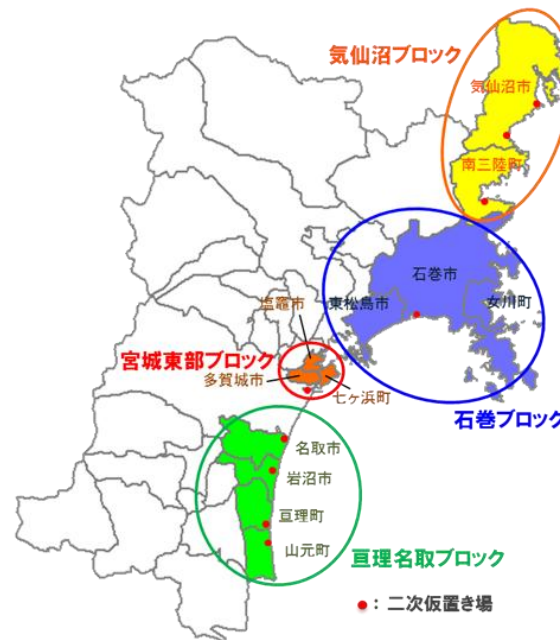 気仙沼ブロック
気仙沼市
南三陸町
石巻市
東松島市
女川町
塩竈市
宮城東部ブロック
多賀城市
七ヶ浜町
石巻ブロック
名取市
岩沼市
亘理町
山元町
亘理名取ブロック
●：二次仮置き場